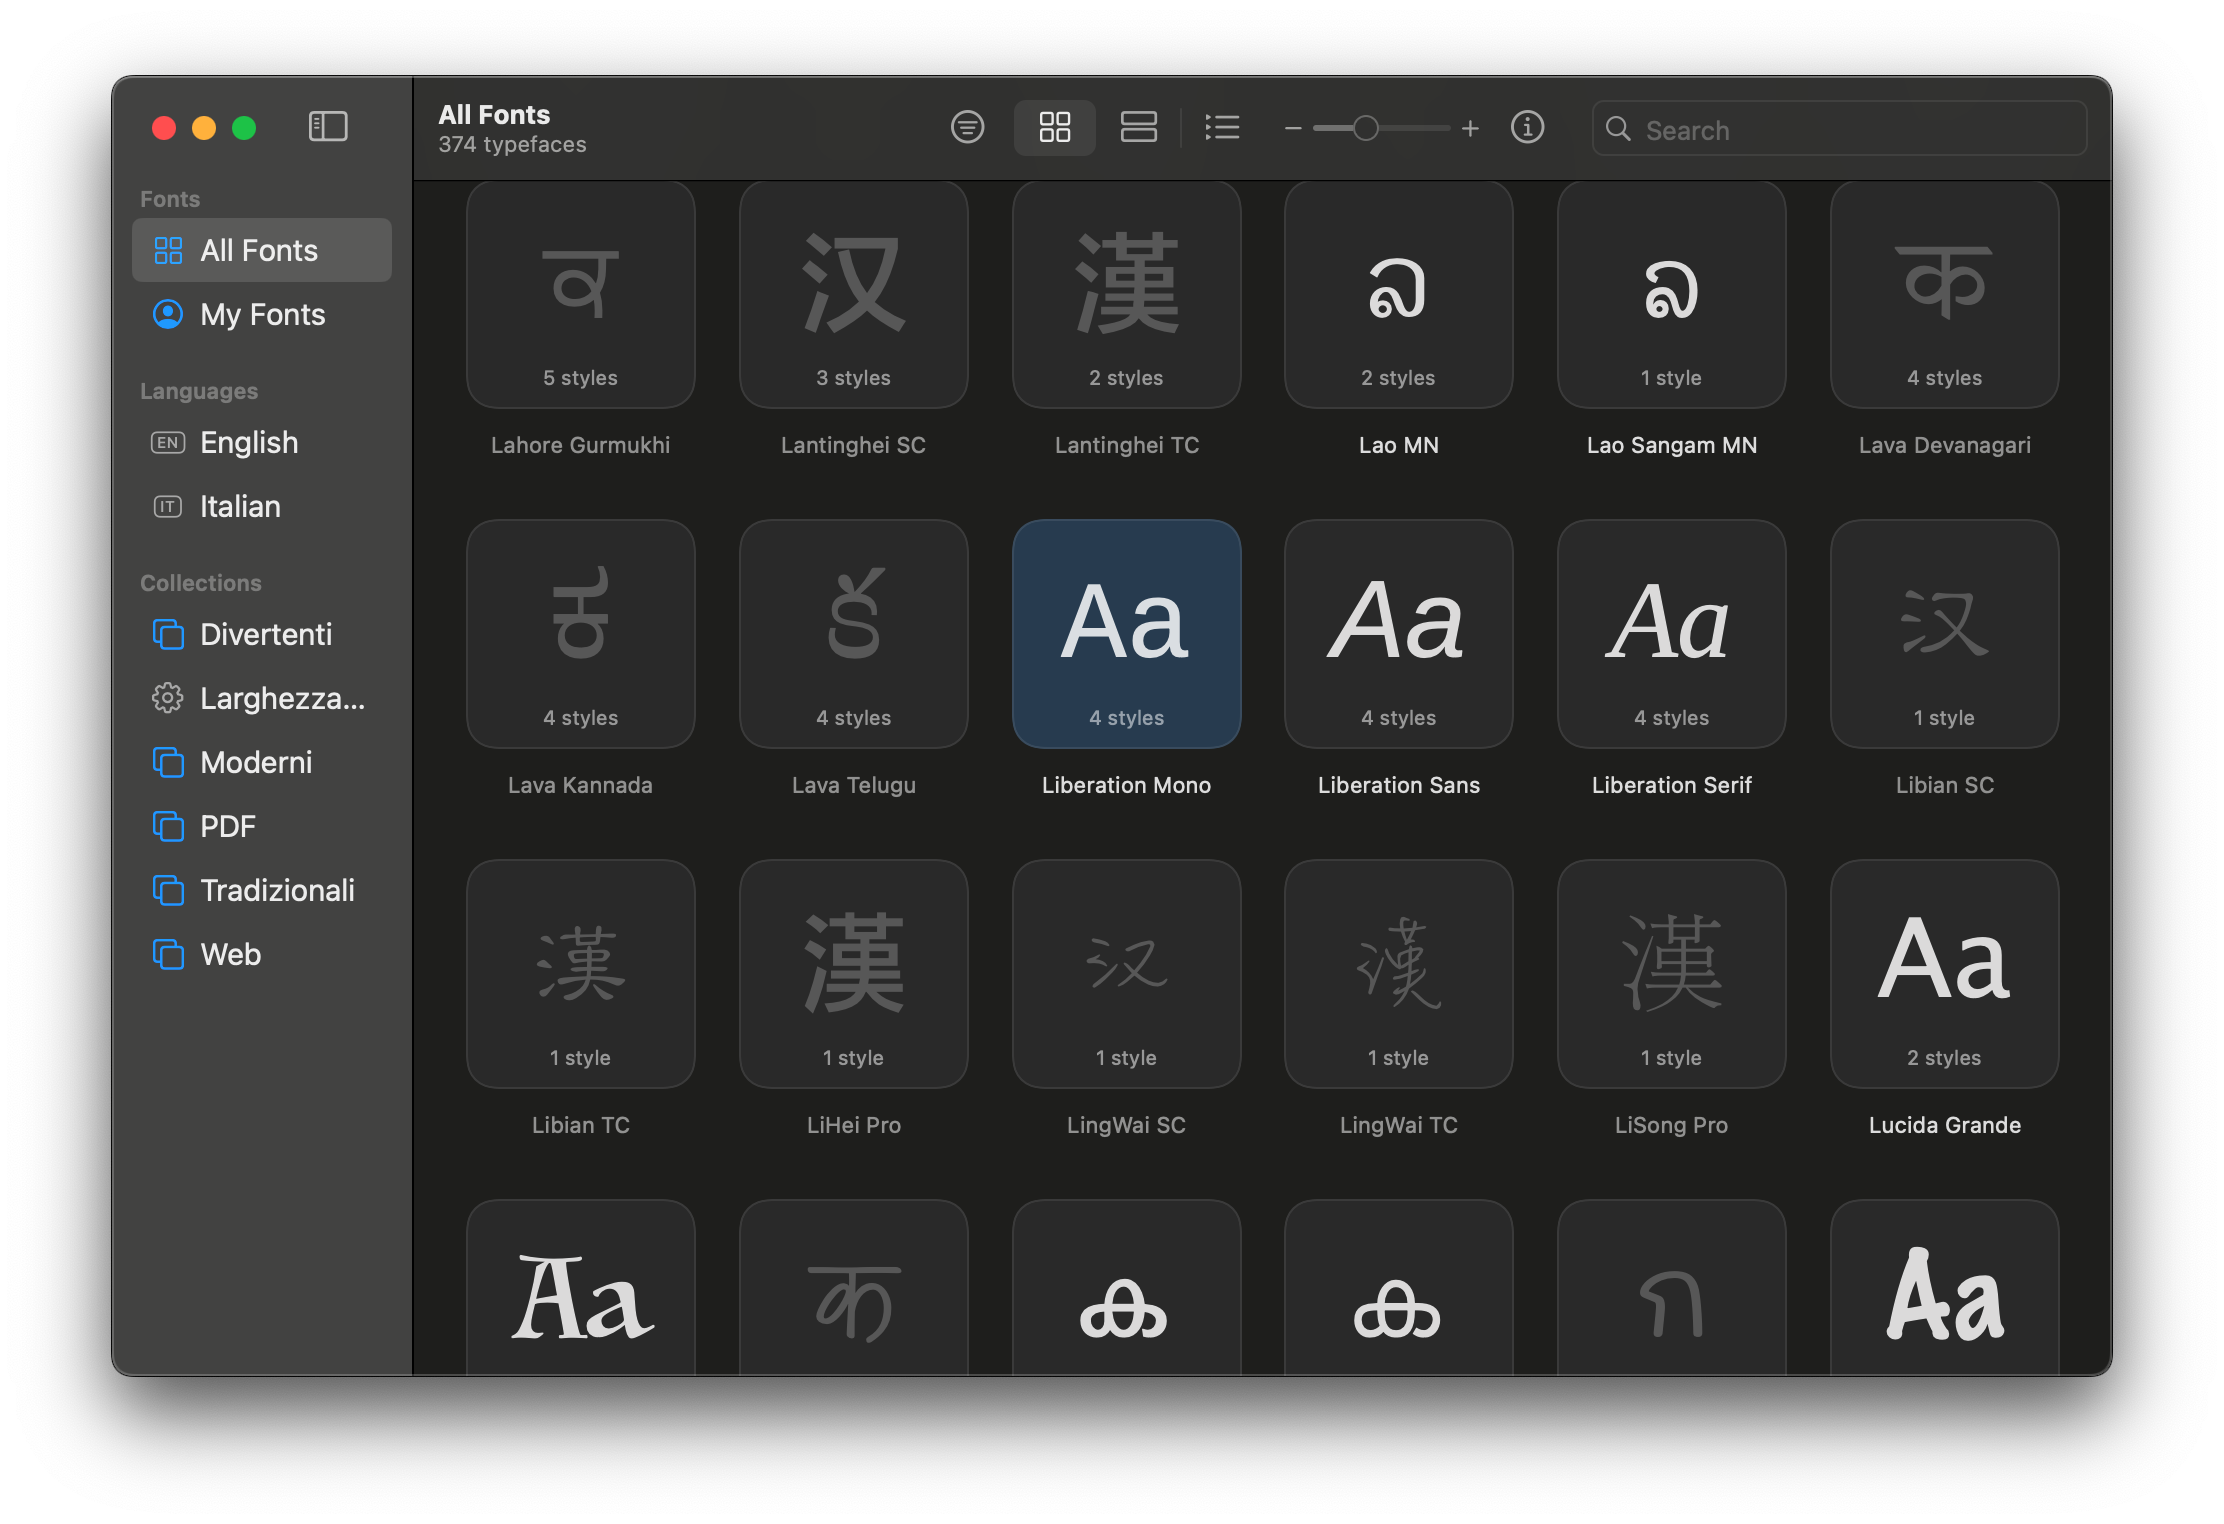 All Fonts
374 typefaces
Search
Fonts
All Fonts
My Fonts
Languages
EN English
IT Italian
Collections
Divertenti
Larghezza...
Moderni
PDF
Tradizionali
Web
ਕ 汉 漢 ລ ລ क
5 styles 3 styles 2 styles 2 styles 1 style 4 styles
Lahore Gurmukhi Lantinghei SC Lantinghei TC Lao MN Lao Sangam MN Lava Devanagari
ಕ క Aa Aa Aa 汉
4 styles 4 styles 4 styles 4 styles 4 styles 1 style
Lava Kannada Lava Telugu Liberation Mono Liberation Sans Liberation Serif Libian SC
漢 漢 汉 漢 漢 Aa
1 style 1 style 1 style 1 style 1 style 2 styles
Libian TC LiHei Pro LingWai SC LingWai TC LiSong Pro Lucida Grande
Aa क ക ക ก Aa